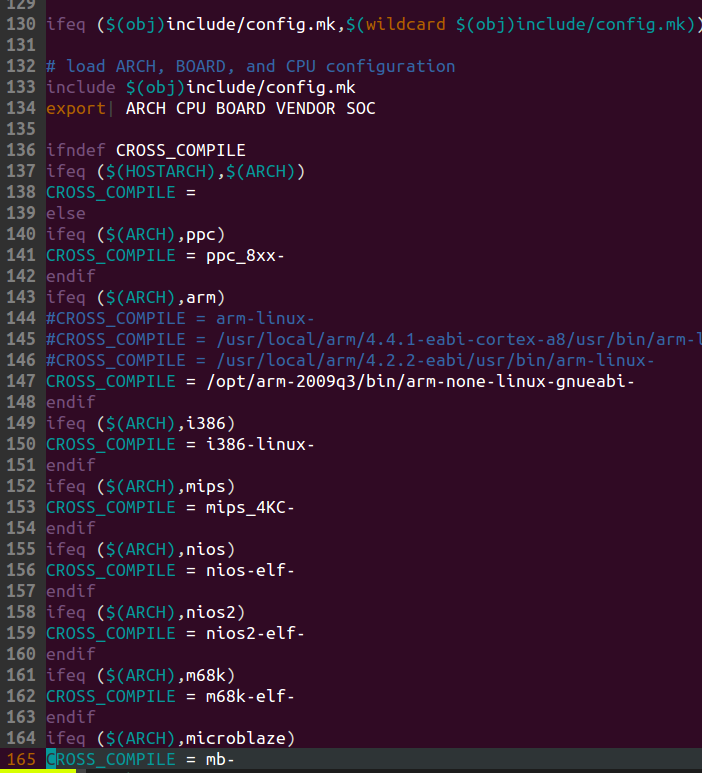 129
130 ifeq ($(obj)include/config.mk,$(wildcard $(obj)include/config.mk))
131
132 # load ARCH, BOARD, and CPU configuration
133 include $(obj)include/config.mk
134 export ARCH CPU BOARD VENDOR SOC
135
136 ifndef CROSS_COMPILE
137 ifeq ($(HOSTARCH),$(ARCH))
138 CROSS_COMPILE =
139 else
140 ifeq ($(ARCH),ppc)
141 CROSS_COMPILE = ppc_8xx-
142 endif
143 ifeq ($(ARCH),arm)
144 #CROSS_COMPILE = arm-linux-
145 #CROSS_COMPILE = /usr/local/arm/4.4.1-eabi-cortex-a8/usr/bin/arm-l
146 #CROSS_COMPILE = /usr/local/arm/4.2.2-eabi/usr/bin/arm-linux-
147 CROSS_COMPILE = /opt/arm-2009q3/bin/arm-none-linux-gnueabi-
148 endif
149 ifeq ($(ARCH),i386)
150 CROSS_COMPILE = i386-linux-
151 endif
152 ifeq ($(ARCH),mips)
153 CROSS_COMPILE = mips_4KC-
154 endif
155 ifeq ($(ARCH),nios)
156 CROSS_COMPILE = nios-elf-
157 endif
158 ifeq ($(ARCH),nios2)
159 CROSS_COMPILE = nios2-elf-
160 endif
161 ifeq ($(ARCH),m68k)
162 CROSS_COMPILE = m68k-elf-
163 endif
164 ifeq ($(ARCH),microblaze)
165 CROSS_COMPILE = mb-